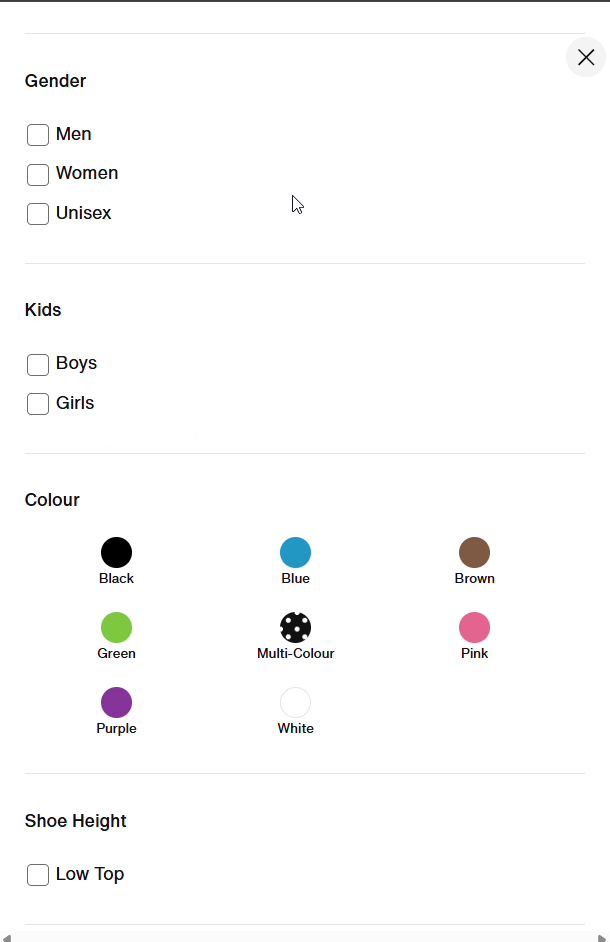 Gender
Men
Women
Unisex
Kids
Boys
Girls
Colour
Black Blue Brown
Green Multi-Colour Pink
Purple White
Shoe Height
Low Top